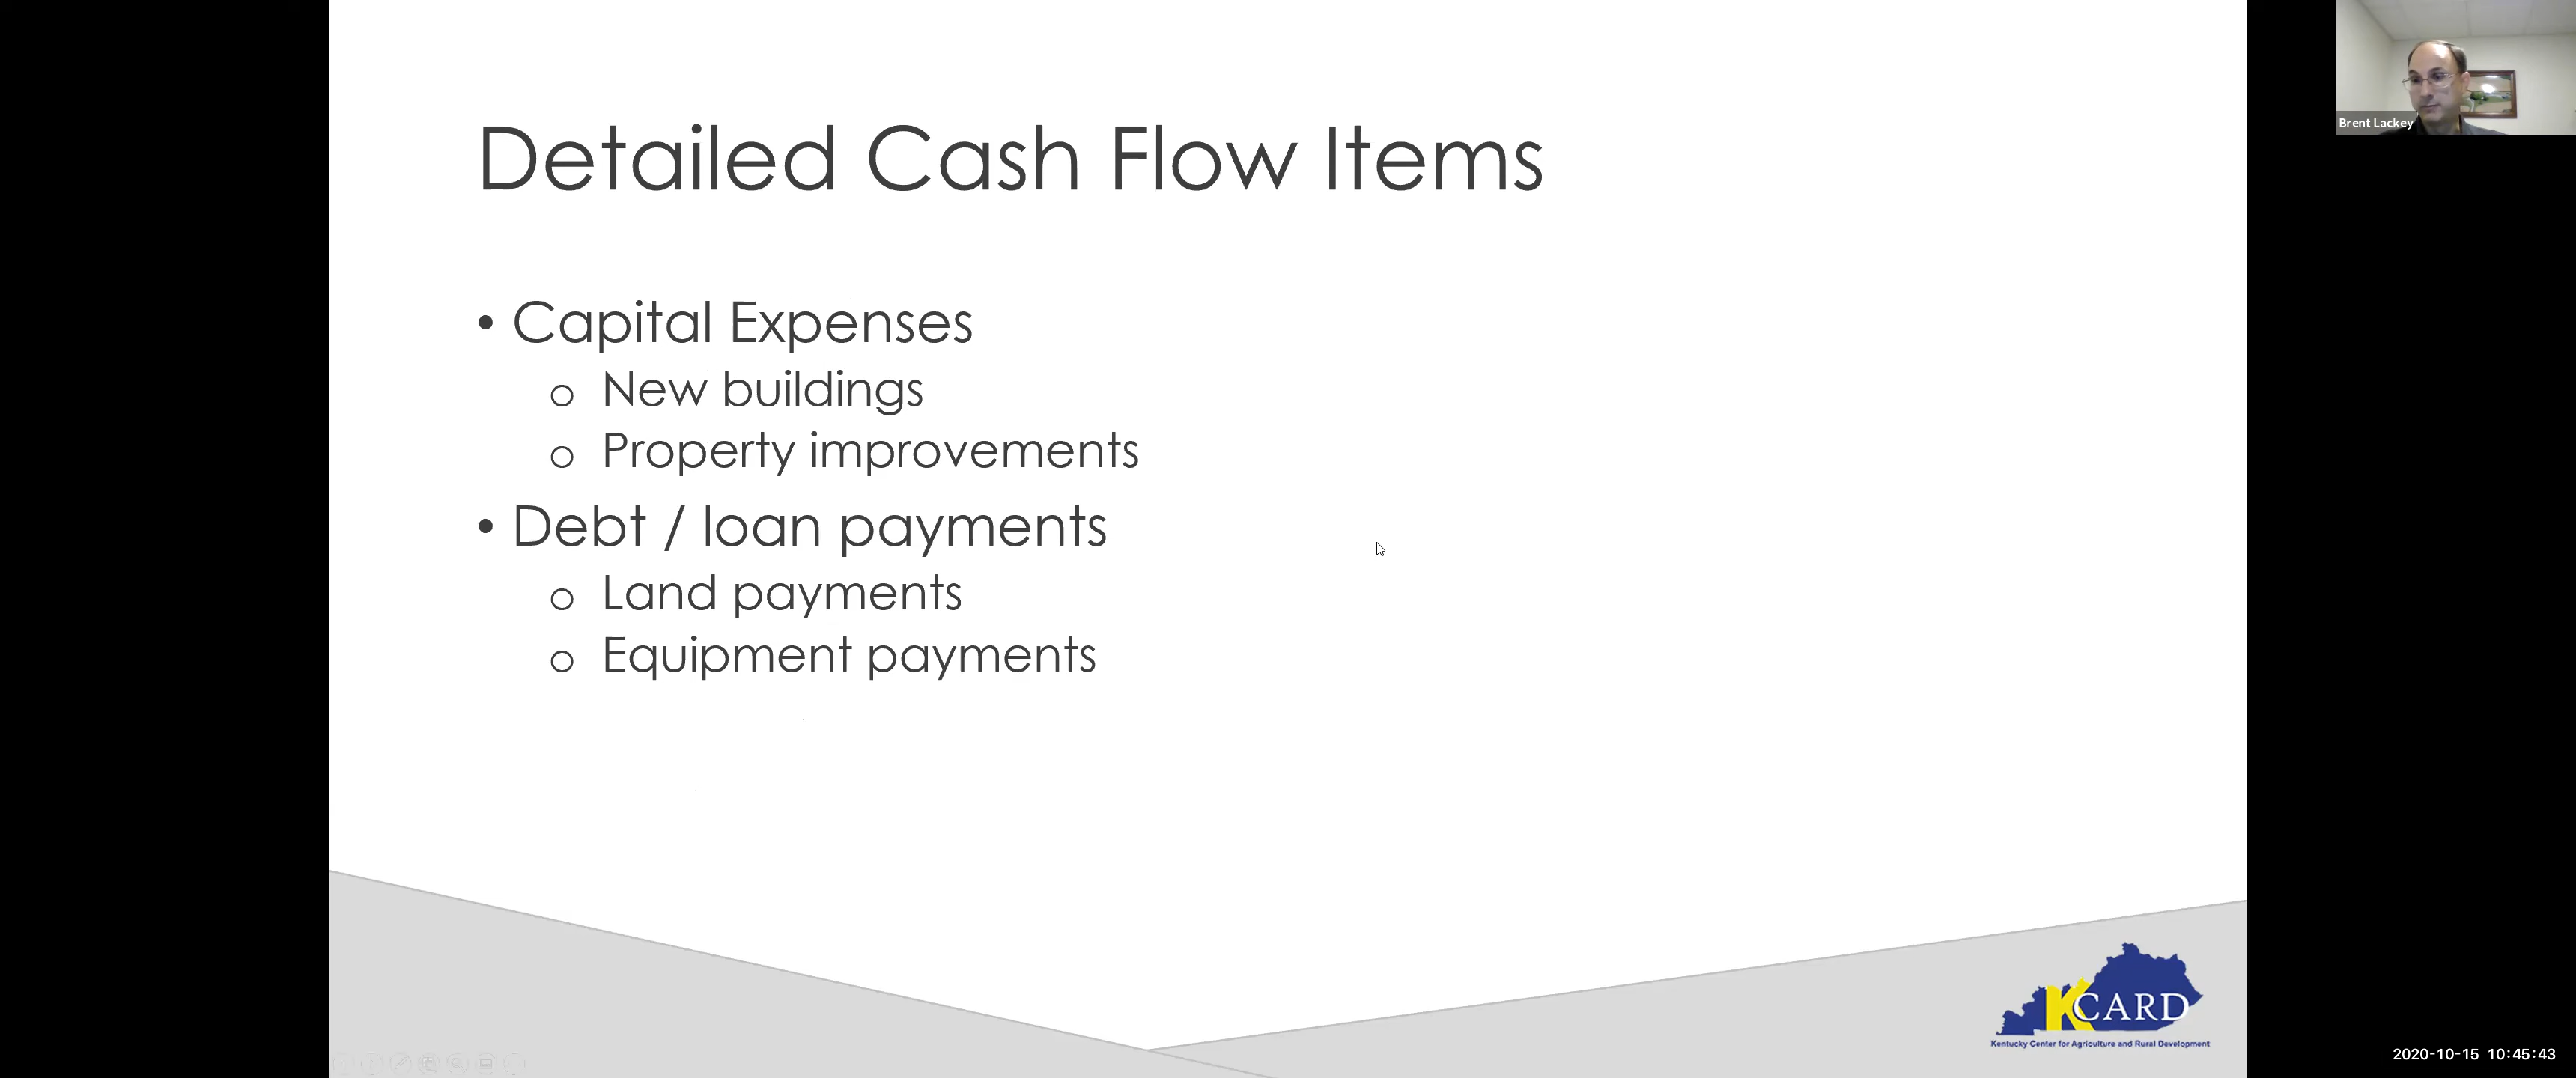 Detailed Cash Flow Items
• Capital Expenses
o New buildings
o Property improvements
• Debt / loan payments
o Land payments
o Equipment payments
Brent Lackey
KCARD
Kentucky Center for Agriculture and Rural Development
2020-10-15 10:45:43